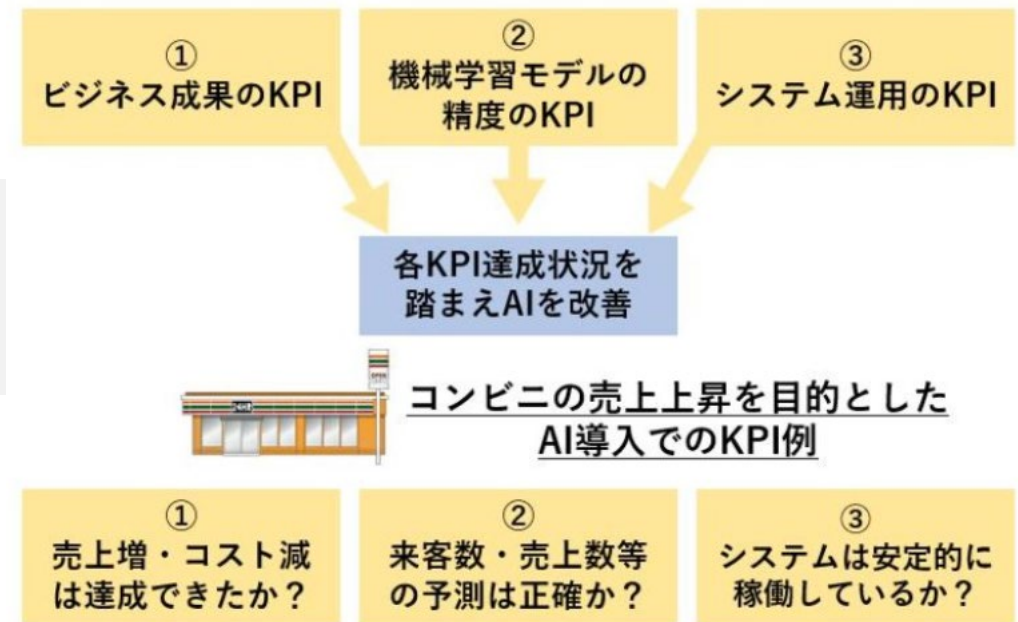 ①
ビジネス成果のKPI
②
機械学習モデルの
精度のKPI
③
システム運用のKPI
各KPI達成状況を
踏まえAIを改善
OPEN
コンビニの売上上昇を目的とした
AI導入でのKPI例
①
売上増・コスト減
は達成できたか？
②
来客数・売上数等
の予測は正確か？
③
システムは安定的に
稼働しているか？